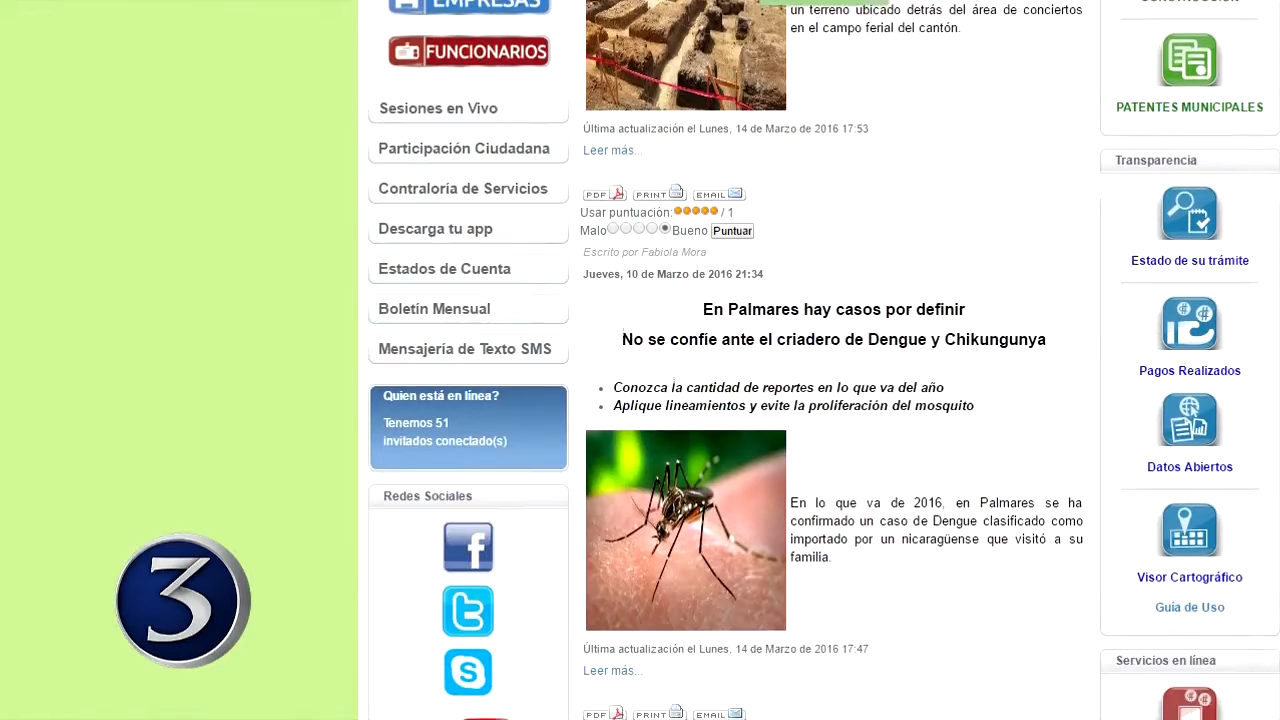 EMPRESAS
FUNCIONARIOS
Sesiones en Vivo
Participación Ciudadana
Contraloría de Servicios
Descarga tu app
Estados de Cuenta
Boletín Mensual
Mensajería de Texto SMS
Quien está en línea?
Tenemos 51
invitados conectado(s)
Redes Sociales
f
t
S
3
un terreno ubicado detrás del área de conciertos
en el campo ferial del cantón.
Última actualización el Lunes, 14 de Marzo de 2016 17:53
Leer más...
PDF PRINT EMAIL
Usar puntuación: / 1
Malo Bueno Puntuar
Escrito por Fabiola Mora
Jueves, 10 de Marzo de 2016 21:34
En Palmares hay casos por definir
No se confíe ante el criadero de Dengue y Chikungunya
Conozca la cantidad de reportes en lo que va del año
Aplique lineamientos y evite la proliferación del mosquito
En lo que va de 2016, en Palmares se ha
confirmado un caso de Dengue clasificado como
importado por un nicaragüense que visitó a su
familia.
Última actualización el Lunes, 14 de Marzo de 2016 17:47
Leer más...
PDF PRINT EMAIL
CONSTRUCCIÓN
PATENTES MUNICIPALES
Transparencia
Estado de su trámite
Pagos Realizados
Datos Abiertos
Visor Cartográfico
Guía de Uso
Servicios en línea